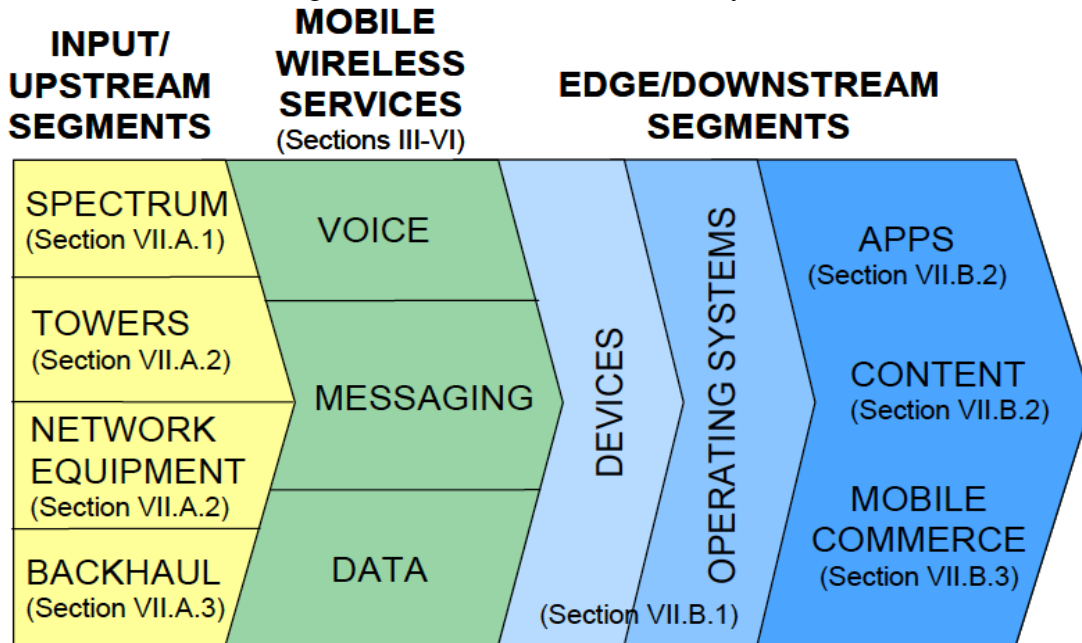 INPUT/
UPSTREAM
SEGMENTS
MOBILE
WIRELESS
SERVICES
(Sections III-VI)
EDGE/DOWNSTREAM
SEGMENTS
SPECTRUM
(Section VII.A.1)
TOWERS
(Section VII.A.2)
NETWORK
EQUIPMENT
(Section VII.A.2)
BACKHAUL
(Section VII.A.3)
VOICE
MESSAGING
DATA
DEVICES
OPERATING SYSTEMS
(Section VII.B.1)
APPS
(Section VII.B.2)
CONTENT
(Section VII.B.2)
MOBILE
COMMERCE
(Section VII.B.3)